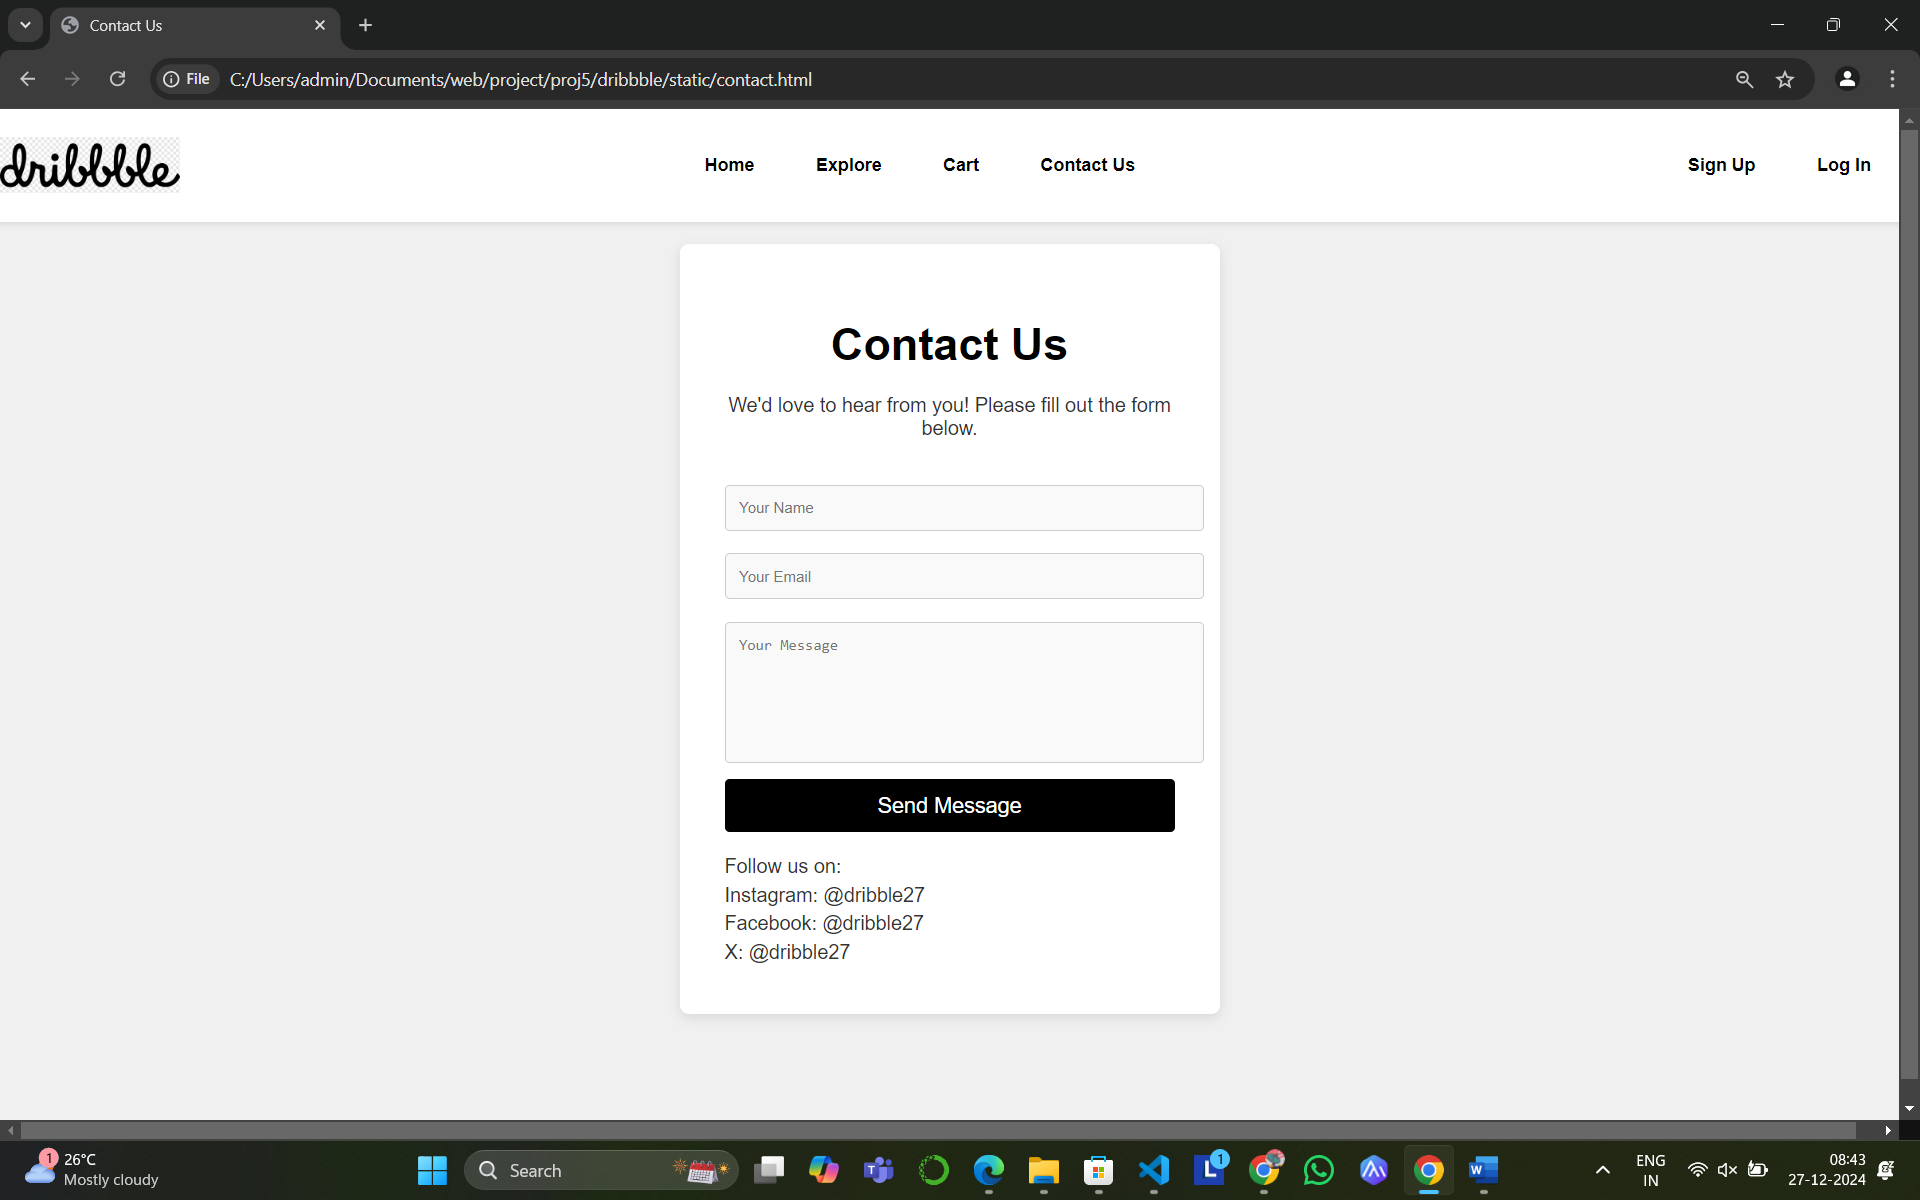 Contact Us
File C:/Users/admin/Documents/web/project/proj5/dribbble/static/contact.html
dribbble
Home Explore Cart Contact Us Sign Up Log In
Contact Us
We'd love to hear from you! Please fill out the form
below.
Your Name
Your Email
Your Message
Send Message
Follow us on:
Instagram: @dribble27
Facebook: @dribble27
X: @dribble27
1
26°C
Mostly cloudy
Search
T
L
1
W
ENG
IN
08:43
27-12-2024